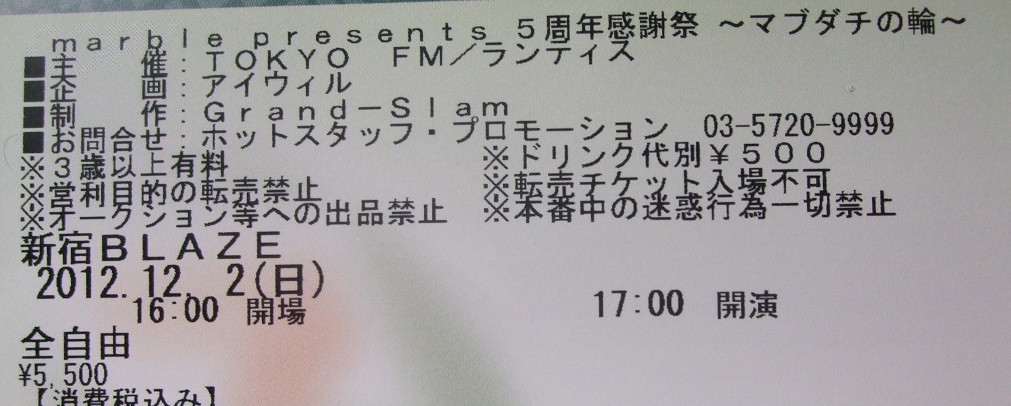 marble presents 5周年感謝祭 ～マブダチの輪～
■主　　催：TOKYO　FM／ランティス
■企　　画：アイウィル
■制　　作：Grand－Slam
■お問合せ：ホットスタッフ・プロモーション　03-5720-9999
※3歳以上有料　※ドリンク代別￥500
※営利目的の転売禁止　※転売チケット入場不可
※オークション等への出品禁止　※本番中の迷惑行為一切禁止
新宿BLAZE
2012.12. 2(日)
16:00 開場　17:00 開演
全自由
¥5,500
【消費税込み】